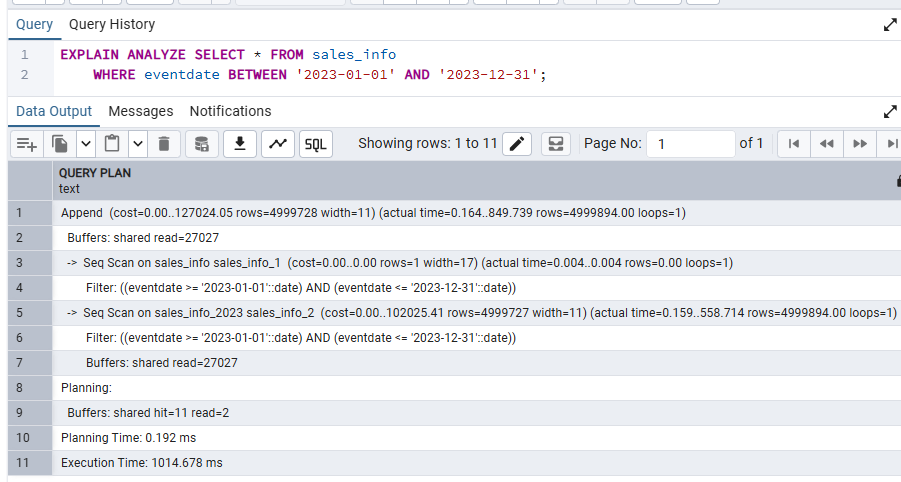 Query Query History
1 EXPLAIN ANALYZE SELECT * FROM sales_info
2 WHERE eventdate BETWEEN '2023-01-01' AND '2023-12-31';
Data Output Messages Notifications
SQL Showing rows: 1 to 11 Page No: 1 of 1
QUERY PLAN
text
1 Append (cost=0.00..127024.05 rows=4999728 width=11) (actual time=0.164..849.739 rows=4999894.00 loops=1)
2 Buffers: shared read=27027
3 -> Seq Scan on sales_info sales_info_1 (cost=0.00..0.00 rows=1 width=17) (actual time=0.004..0.004 rows=0.00 loops=1)
4 Filter: ((eventdate >= '2023-01-01'::date) AND (eventdate <= '2023-12-31'::date))
5 -> Seq Scan on sales_info_2023 sales_info_2 (cost=0.00..102025.41 rows=4999727 width=11) (actual time=0.159..558.714 rows=4999894.00 loops=1)
6 Filter: ((eventdate >= '2023-01-01'::date) AND (eventdate <= '2023-12-31'::date))
7 Buffers: shared read=27027
8 Planning:
9 Buffers: shared hit=11 read=2
10 Planning Time: 0.192 ms
11 Execution Time: 1014.678 ms